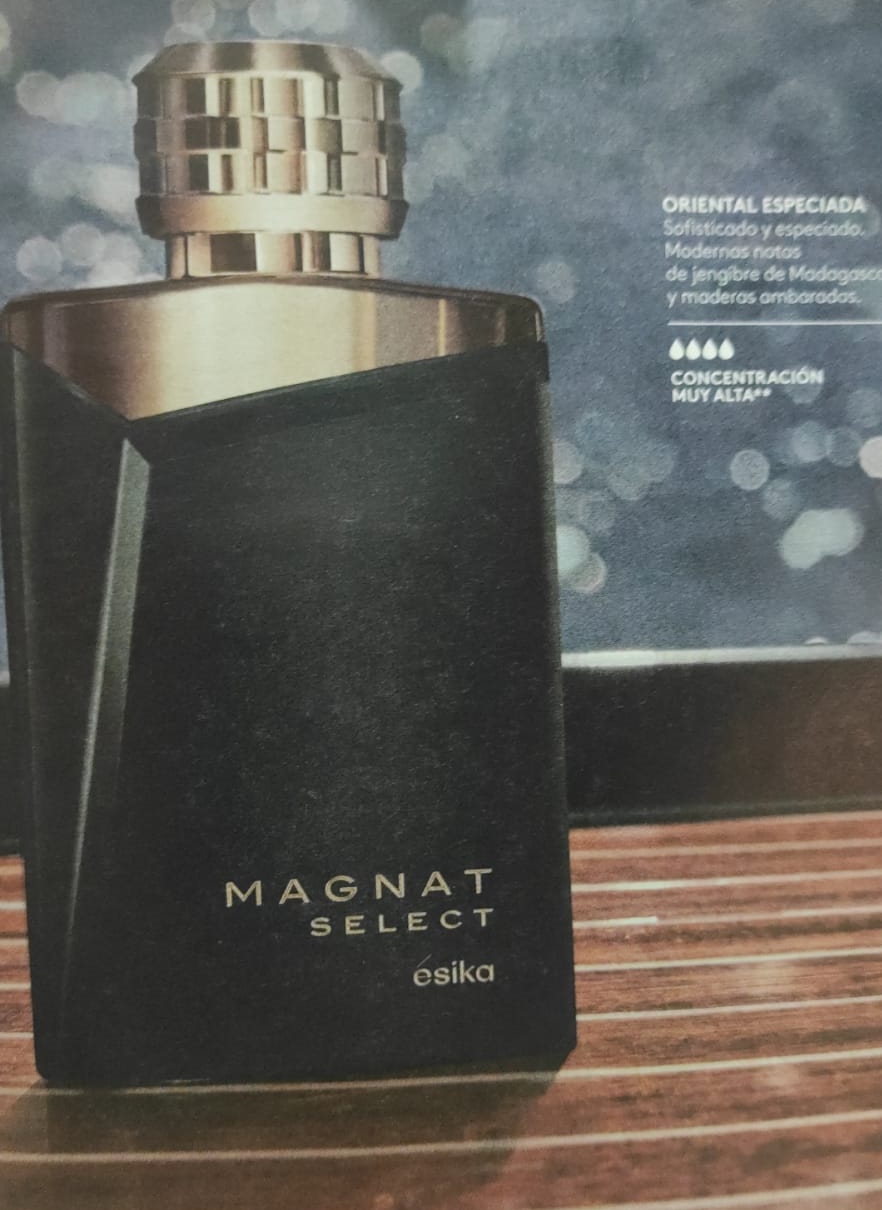 ORIENTAL ESPECIADA
Sofisticado y especiado.
Modernas notas
de jengibre de Madagasca
y maderas ambaradas.
CONCENTRACIÓN
MUY ALTA**
MAGNAT
SELECT
ésika